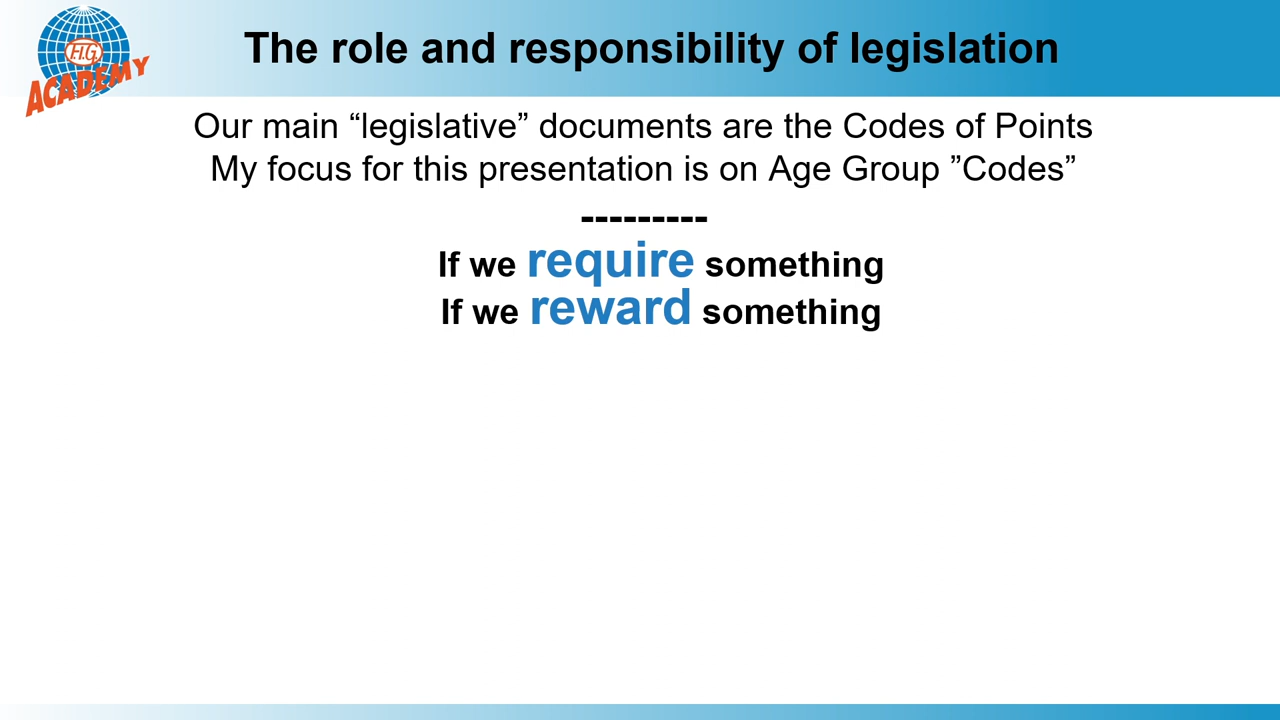 F.I.G.
ACADEMY
The role and responsibility of legislation
Our main “legislative” documents are the Codes of Points
My focus for this presentation is on Age Group ”Codes”
---------
If we require something
If we reward something